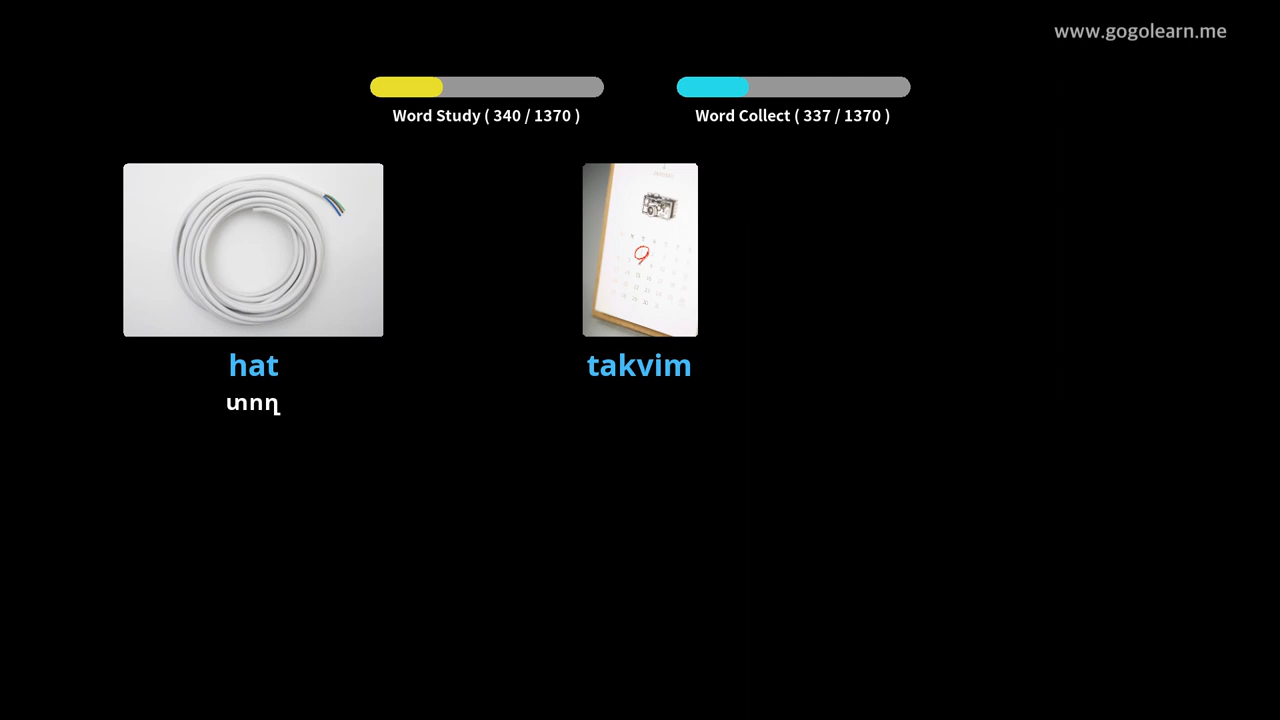 www.gogolearn.me
Word Study ( 340 / 1370 )
Word Collect ( 337 / 1370 )
hat
takvim
տող